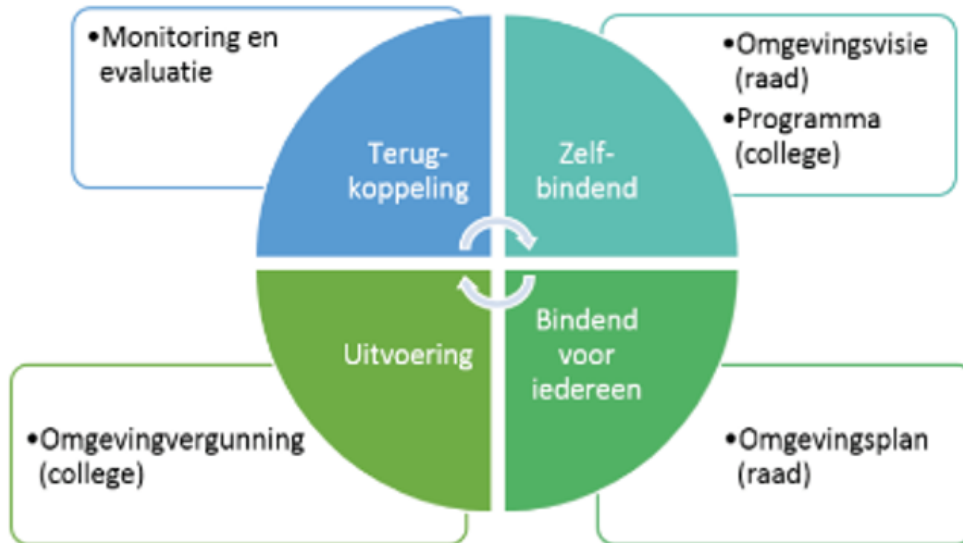 •Monitoring en
evaluatie
Terug-
koppeling
Zelf-
bindend
•Omgevingsvisie
(raad)
•Programma
(college)
Uitvoering
Bindend
voor
iedereen
•Omgevingvergunning
(college)
•Omgevingsplan
(raad)